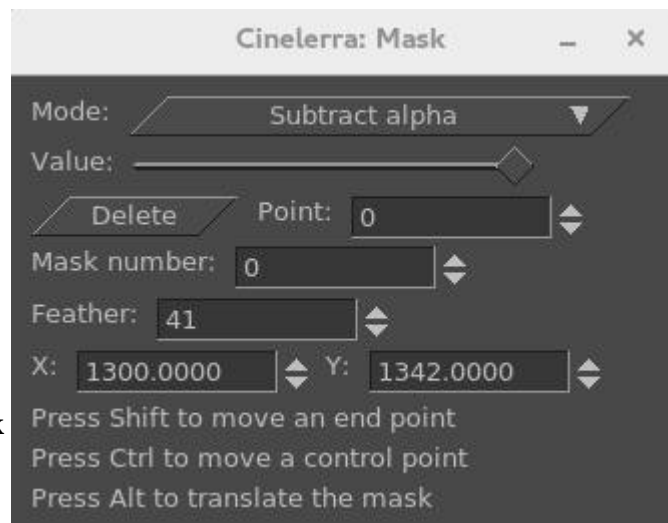 Cinelerra: Mask
Mode: Subtract alpha
Value:
Delete Point: 0
Mask number: 0
Feather: 41
X: 1300.0000 Y: 1342.0000
Press Shift to move an end point
Press Ctrl to move a control point
Press Alt to translate the mask